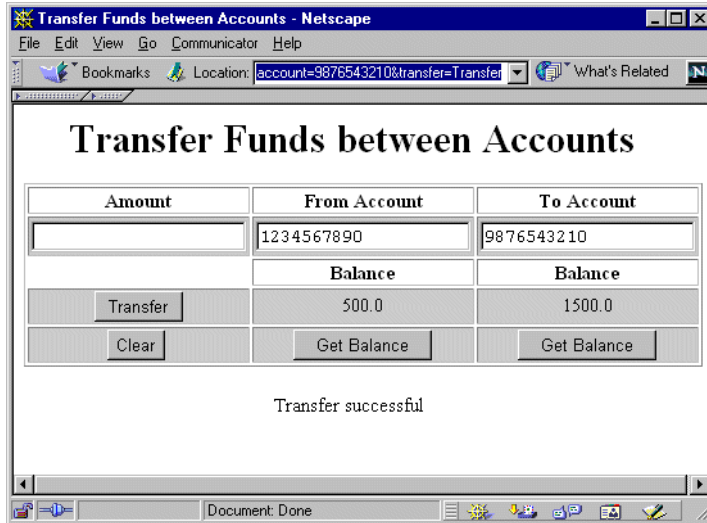 Transfer Funds between Accounts - Netscape
File Edit View Go Communicator Help
Bookmarks Location: account=9876543210&transfer=Transfer What's Related N
Transfer Funds between Accounts
Amount From Account To Account
1234567890 9876543210
Balance Balance
Transfer 500.0 1500.0
Clear Get Balance Get Balance
Transfer successful
Document: Done